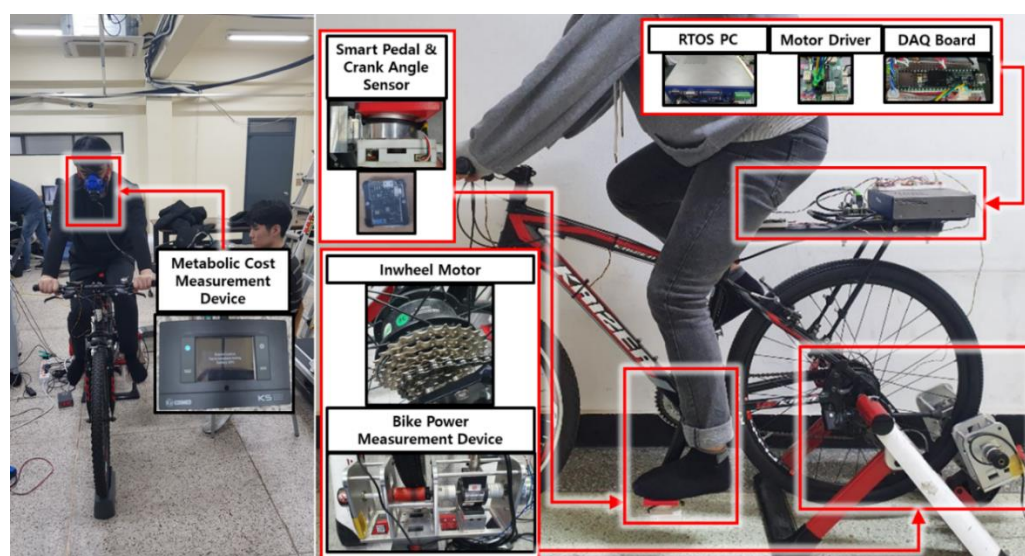 Metabolic Cost
Measurement
Device
K5
Smart Pedal &
Crank Angle
Sensor
Inwheel Motor
Bike Power
Measurement Device
RTOS PC
Motor Driver
DAQ Board